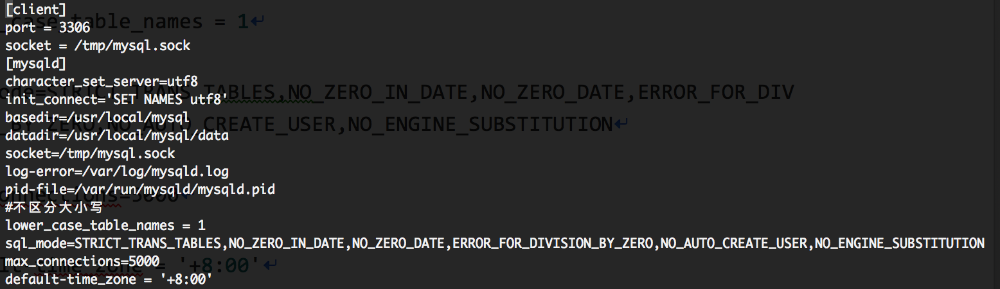 [client]
port = 3306
socket = /tmp/mysql.sock
[mysqld]
character_set_server=utf8
init_connect='SET NAMES utf8'
basedir=/usr/local/mysql
datadir=/usr/local/mysql/data
socket=/tmp/mysql.sock
log-error=/var/log/mysqld.log
pid-file=/var/run/mysqld/mysqld.pid
#不区分大小写
lower_case_table_names = 1
sql_mode=STRICT_TRANS_TABLES,NO_ZERO_IN_DATE,NO_ZERO_DATE,ERROR_FOR_DIVISION_BY_ZERO,NO_AUTO_CREATE_USER,NO_ENGINE_SUBSTITUTION
max_connections=5000
default-time_zone = '+8:00'